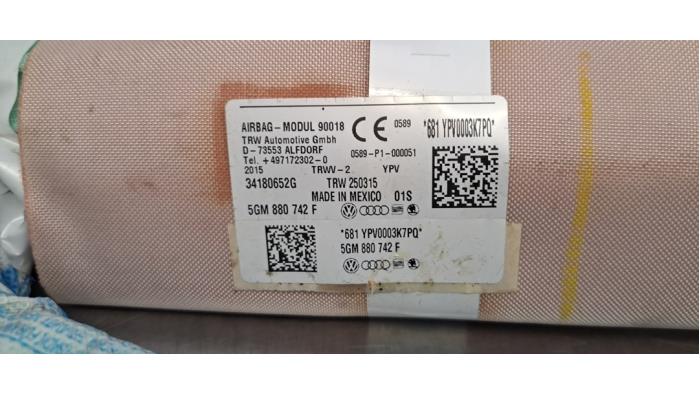 AIRBAG-MODUL 90018 CE 0589 *681 YPV0003K7PQ*
TRW Automotive Gmbh
D-73553 ALFDORF 0589-P1-000051
Tel. +497172302-0
2015 TRWV-2 YPV
34180652G TRW 250315
MADE IN MEXICO 01S
5GM 880 742 F
*681 YPV0003K7PQ*
5GM 880 742 F